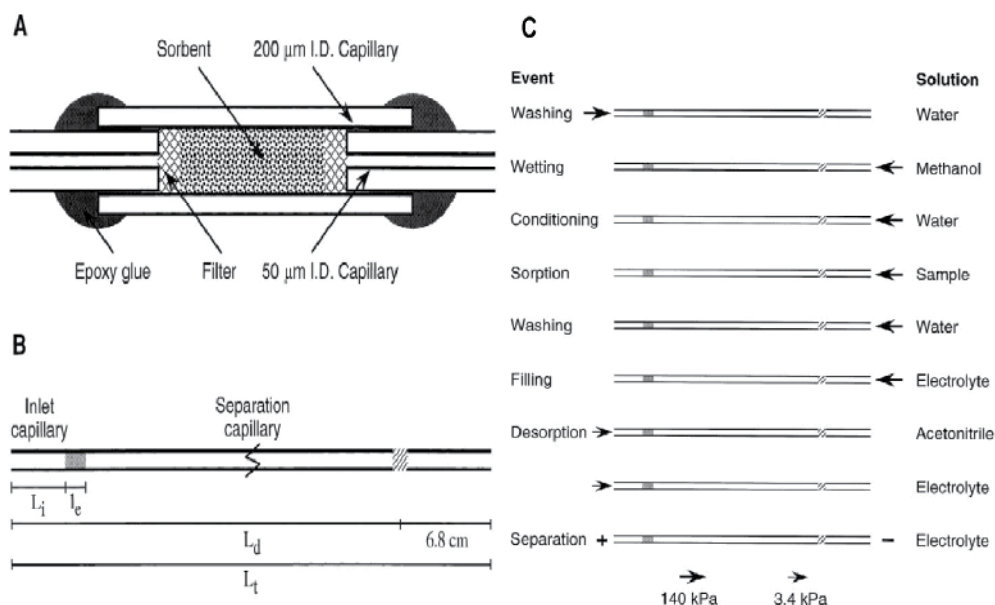 A
Sorbent 200 µm I.D. Capillary
Epoxy glue Filter 50 µm I.D. Capillary
B
Inlet capillary
Separation capillary
Li le
Ld 6.8 cm
Lt
C
Event Solution
Washing Water
Wetting Methanol
Conditioning Water
Sorption Sample
Washing Water
Filling Electrolyte
Desorption Acetonitrile
Electrolyte
Separation + – Electrolyte
140 kPa 3.4 kPa